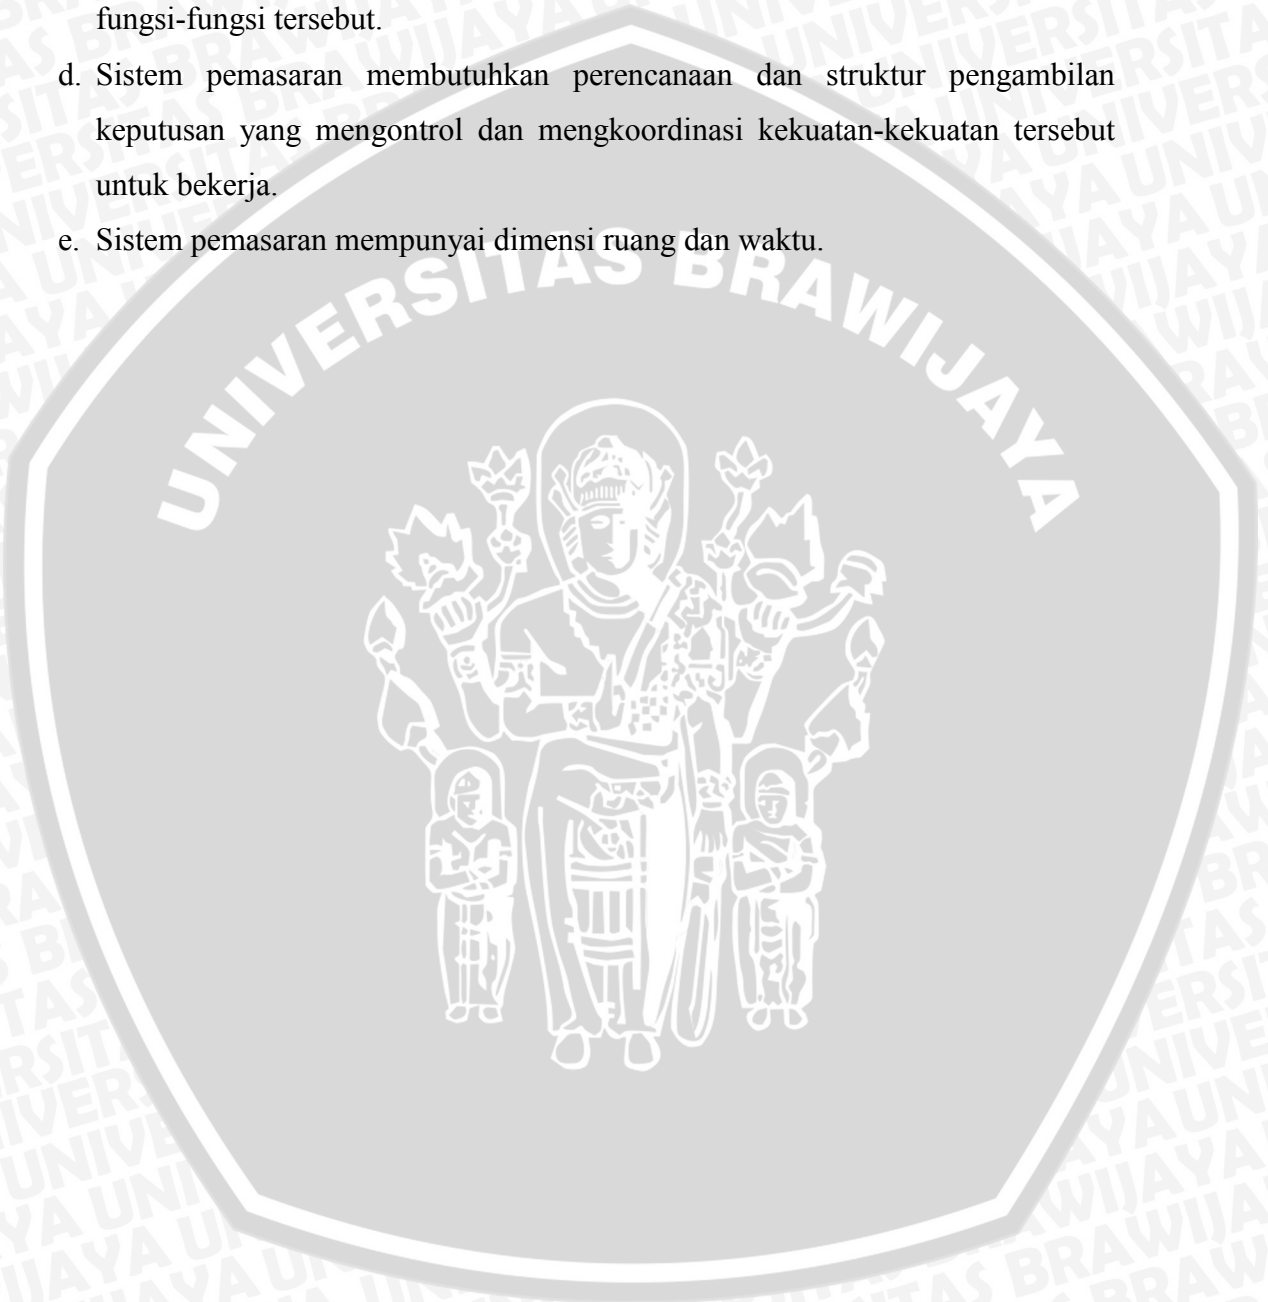 fungsi-fungsi tersebut.
d. Sistem pemasaran membutuhkan perencanaan dan struktur pengambilan
keputusan yang mengontrol dan mengkoordinasi kekuatan-kekuatan tersebut
untuk bekerja.
e. Sistem pemasaran mempunyai dimensi ruang dan waktu.
UNIVERSITAS BRAWIJAYA